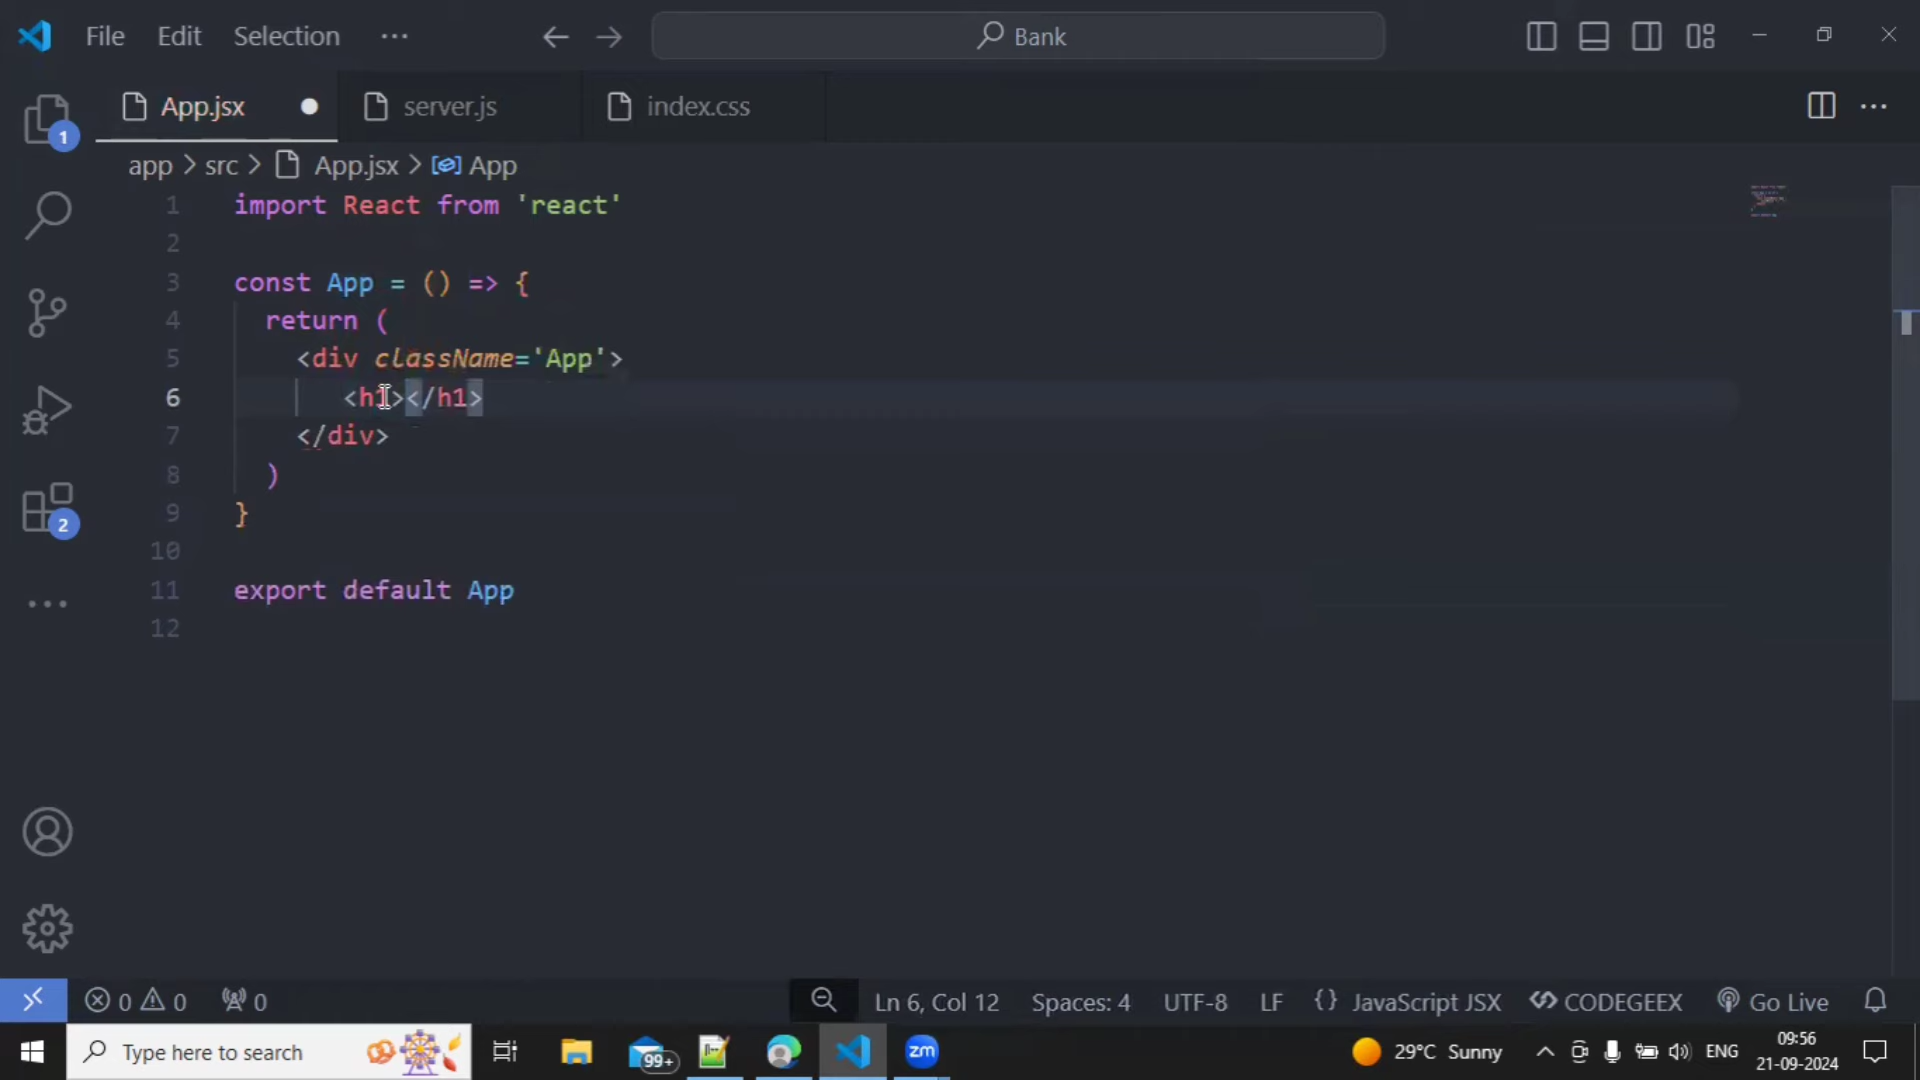 File Edit Selection ··· Bank
App.jsx server.js index.css ···
1
app > src > App.jsx > App
1 import React from 'react'
2
3 const App = () => {
4 return (
5 <div className='App'>
6 <h1></h1>
7 </div>
8 )
9 }
10
11 export default App
12
2
0 0 0 Ln 6, Col 12 Spaces: 4 UTF-8 LF {} JavaScript JSX CODEGEEX Go Live
Type here to search 99+ zm 29°C Sunny ENG 09:56
21-09-2024